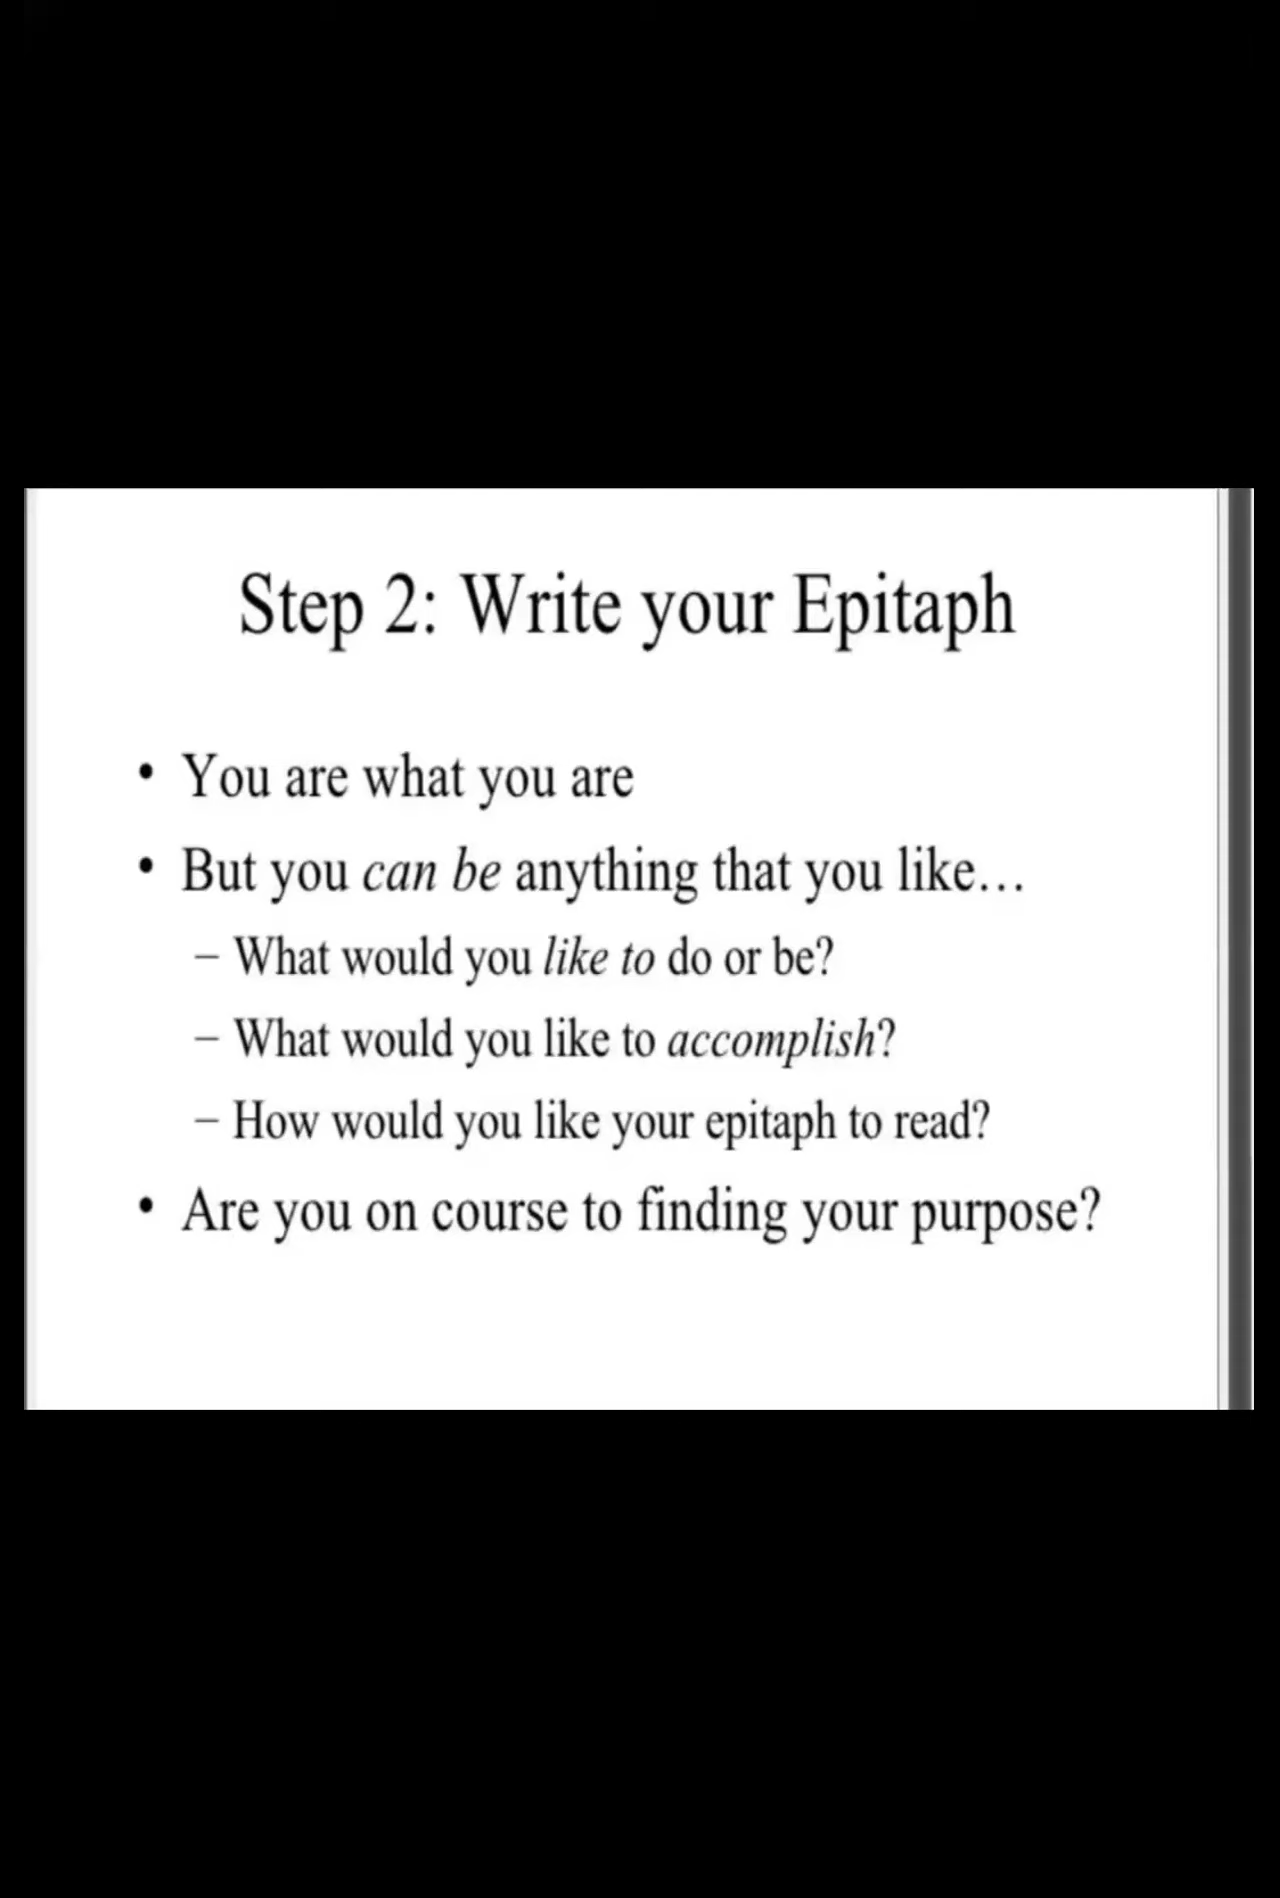 Step 2: Write your Epitaph
• You are what you are
• But you can be anything that you like…
– What would you like to do or be?
– What would you like to accomplish?
– How would you like your epitaph to read?
• Are you on course to finding your purpose?